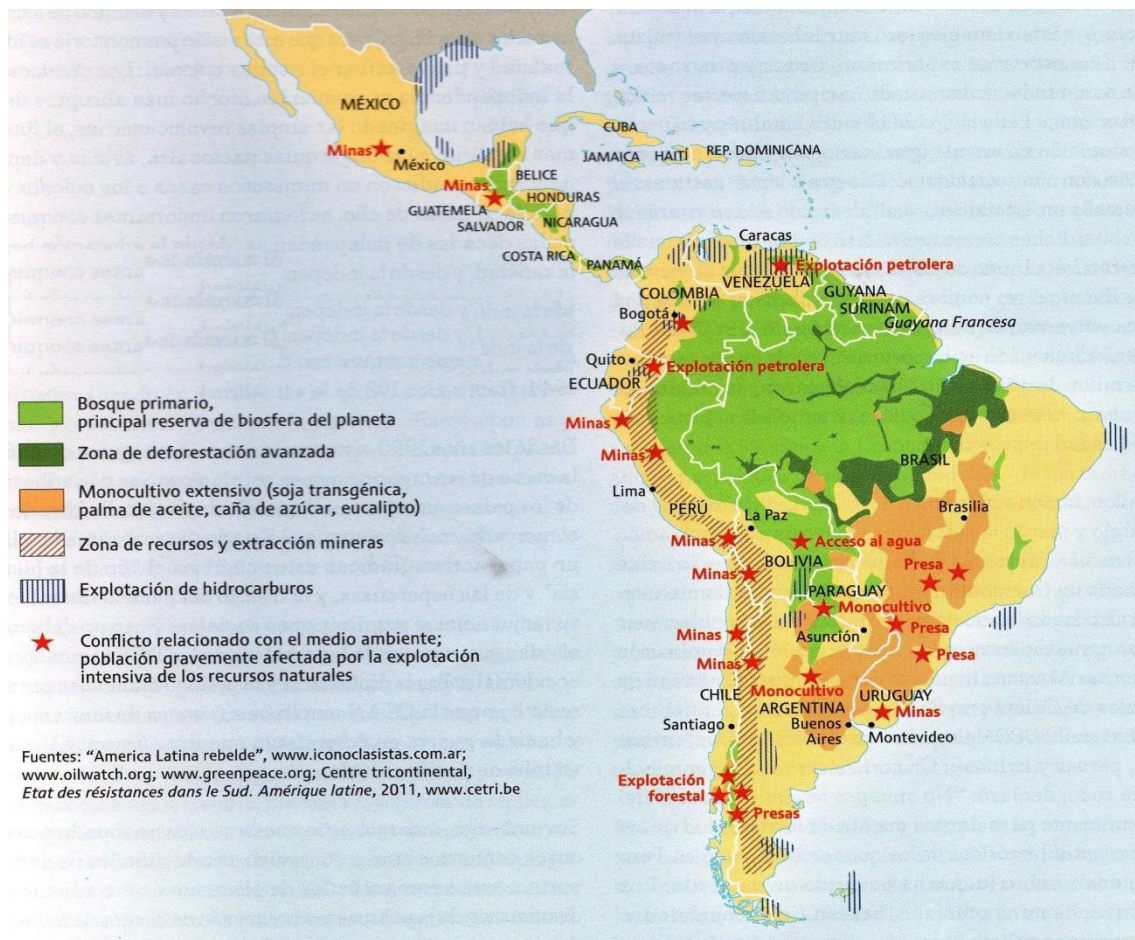 MÉXICO
Minas
México
CUBA
JAMAICA
HAITÍ
REP. DOMINICANA
BELICE
Minas
HONDURAS
GUATEMELA
SALVADOR
NICARAGUA
COSTA RICA
PANAMÁ
Caracas
Explotación petrolera
VENEZUELA
GUYANA
COLOMBIA
SURINAM
Bogotá
Guayana Francesa
Quito
Explotación petrolera
ECUADOR
Minas
Minas
BRASIL
Lima
PERÚ
La Paz
Brasilia
Minas
Acceso al agua
BOLIVIA
Minas
Presa
PARAGUAY
Monocultivo
Minas
Asunción
Presa
Minas
Presa
Monocultivo
CHILE
ARGENTINA
URUGUAY
Minas
Santiago
Buenos
Aires
Montevideo
Explotación
forestal
Presas
Bosque primario,
principal reserva de biosfera del planeta
Zona de deforestación avanzada
Monocultivo extensivo (soja transgénica,
palma de aceite, caña de azúcar, eucalipto)
Zona de recursos y extracción mineras
Explotación de hidrocarburos
Conflicto relacionado con el medio ambiente;
población gravemente afectada por la explotación
intensiva de los recursos naturales
Fuentes: "America Latina rebelde", www.iconoclasistas.com.ar;
www.oilwatch.org; www.greenpeace.org; Centre tricontinental,
Etat des résistances dans le Sud. Amérique latine, 2011, www.cetri.be